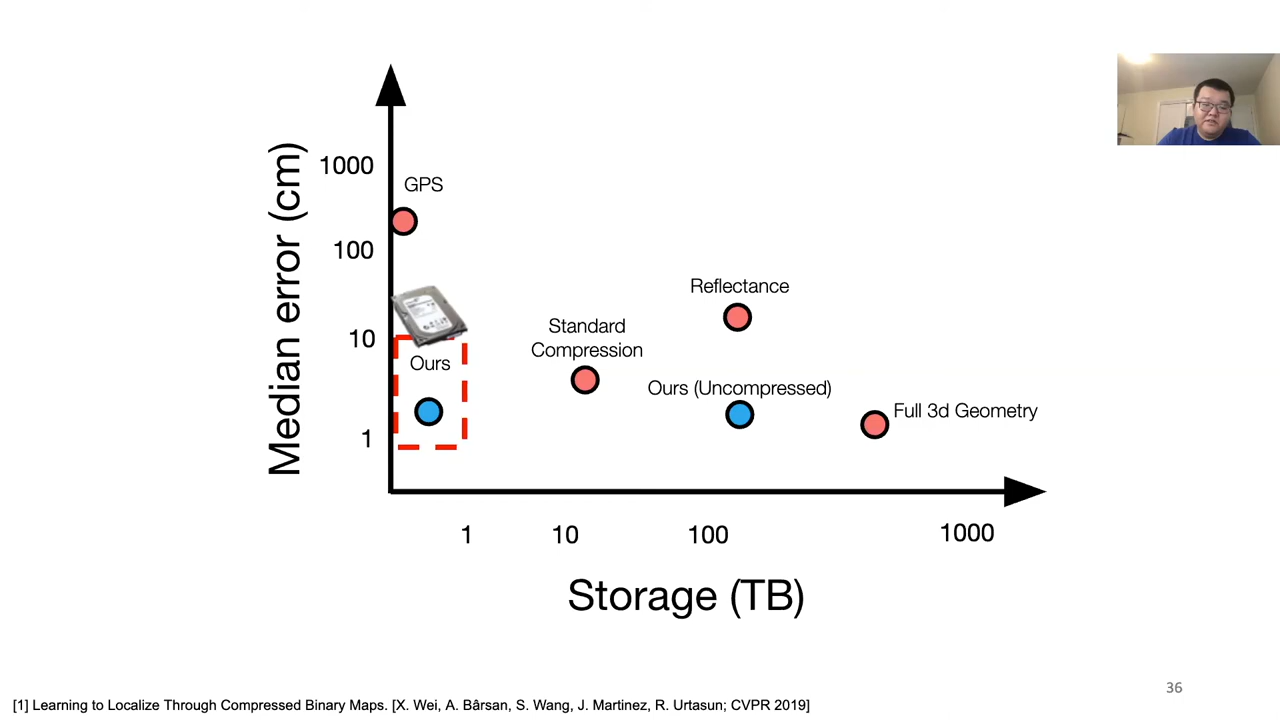 1000
GPS
100
Median error (cm)
Reflectance
Standard
Compression
10
Ours
Ours (Uncompressed)
Full 3d Geometry
1
1
10
100
1000
Storage (TB)
36
[1] Learning to Localize Through Compressed Binary Maps. [X. Wei, A. Bârsan, S. Wang, J. Martinez, R. Urtasun; CVPR 2019]